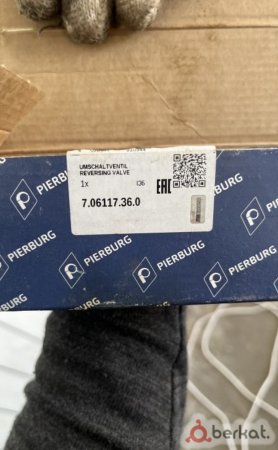 UMSCHALTVENTIL
REVERSING VALVE
1x I36
EAC
7.06117.36.0
PIERBURG
PIERBURG
PIERBURG
PIERBURG
PIERBURG
berkat.